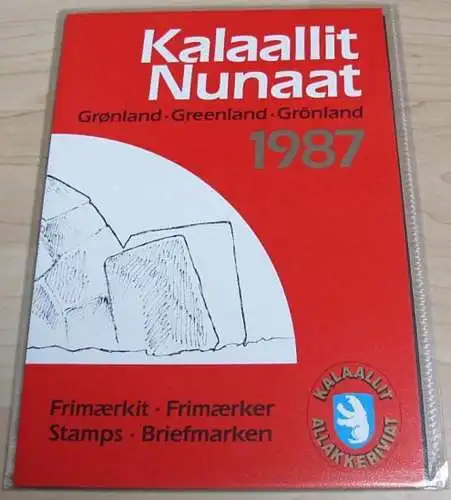 Kalaallit
Nunaat
Grønland · Greenland · Grönland
1987
Frimærkit · Frimærker
Stamps · Briefmarken
KALAALLIT
ALLAKKERIVIAT